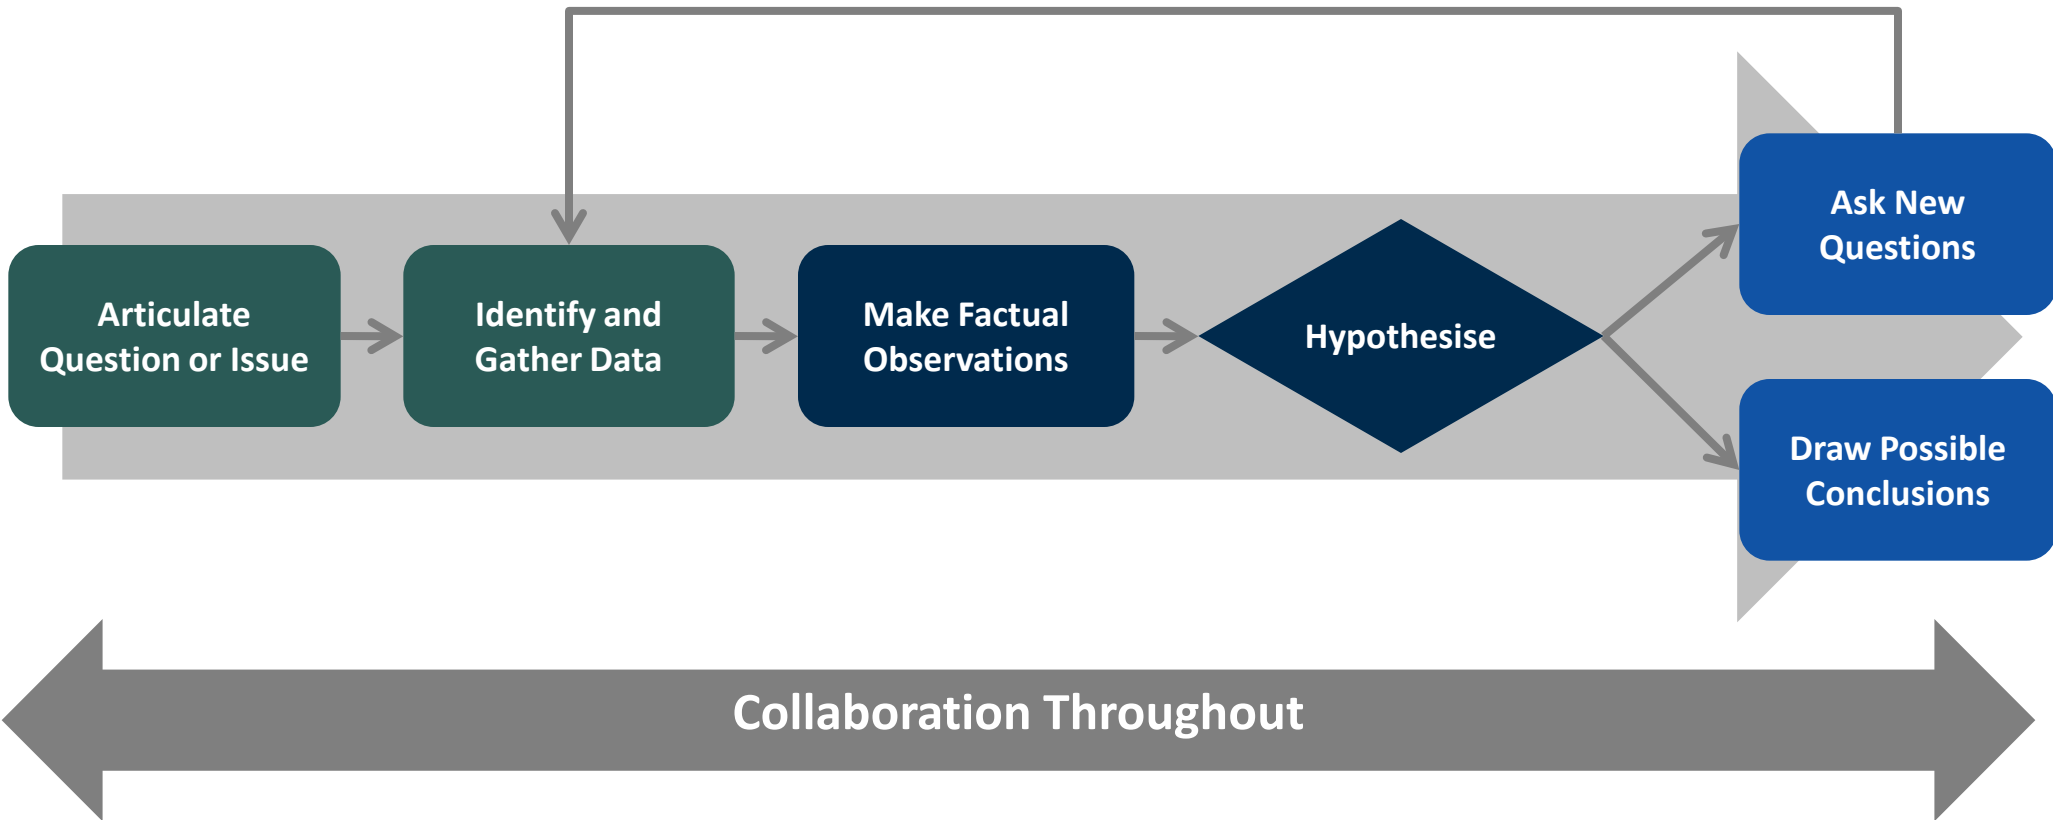 Articulate
Question or Issue
Identify and
Gather Data
Make Factual
Observations
Hypothesise
Ask New
Questions
Draw Possible
Conclusions
Collaboration Throughout